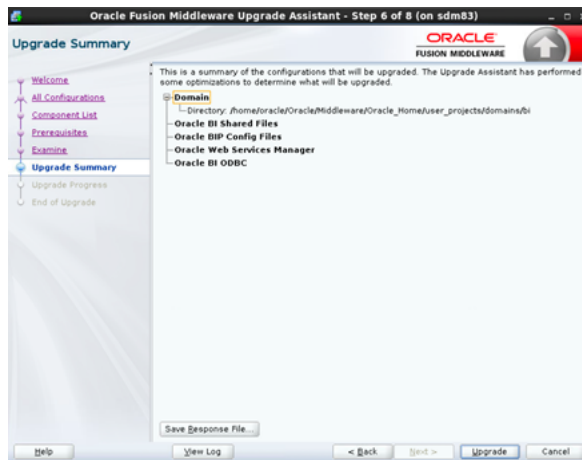 Oracle Fusion Middleware Upgrade Assistant - Step 6 of 8 (on sdm83)
Upgrade Summary
ORACLE
FUSION MIDDLEWARE
Welcome
All Configurations
Component List
Prerequisites
Examine
Upgrade Summary
Upgrade Progress
End of Upgrade
This is a summary of the configurations that will be upgraded. The Upgrade Assistant has performed
some optimizations to determine what will be upgraded.
Domain
Directory: /home/oracle/Oracle/Middleware/Oracle_Home/user_projects/domains/bi
Oracle BI Shared Files
Oracle BIP Config Files
Oracle Web Services Manager
Oracle BI ODBC
Save Response File...
Help
View Log
< Back
Next >
Upgrade
Cancel